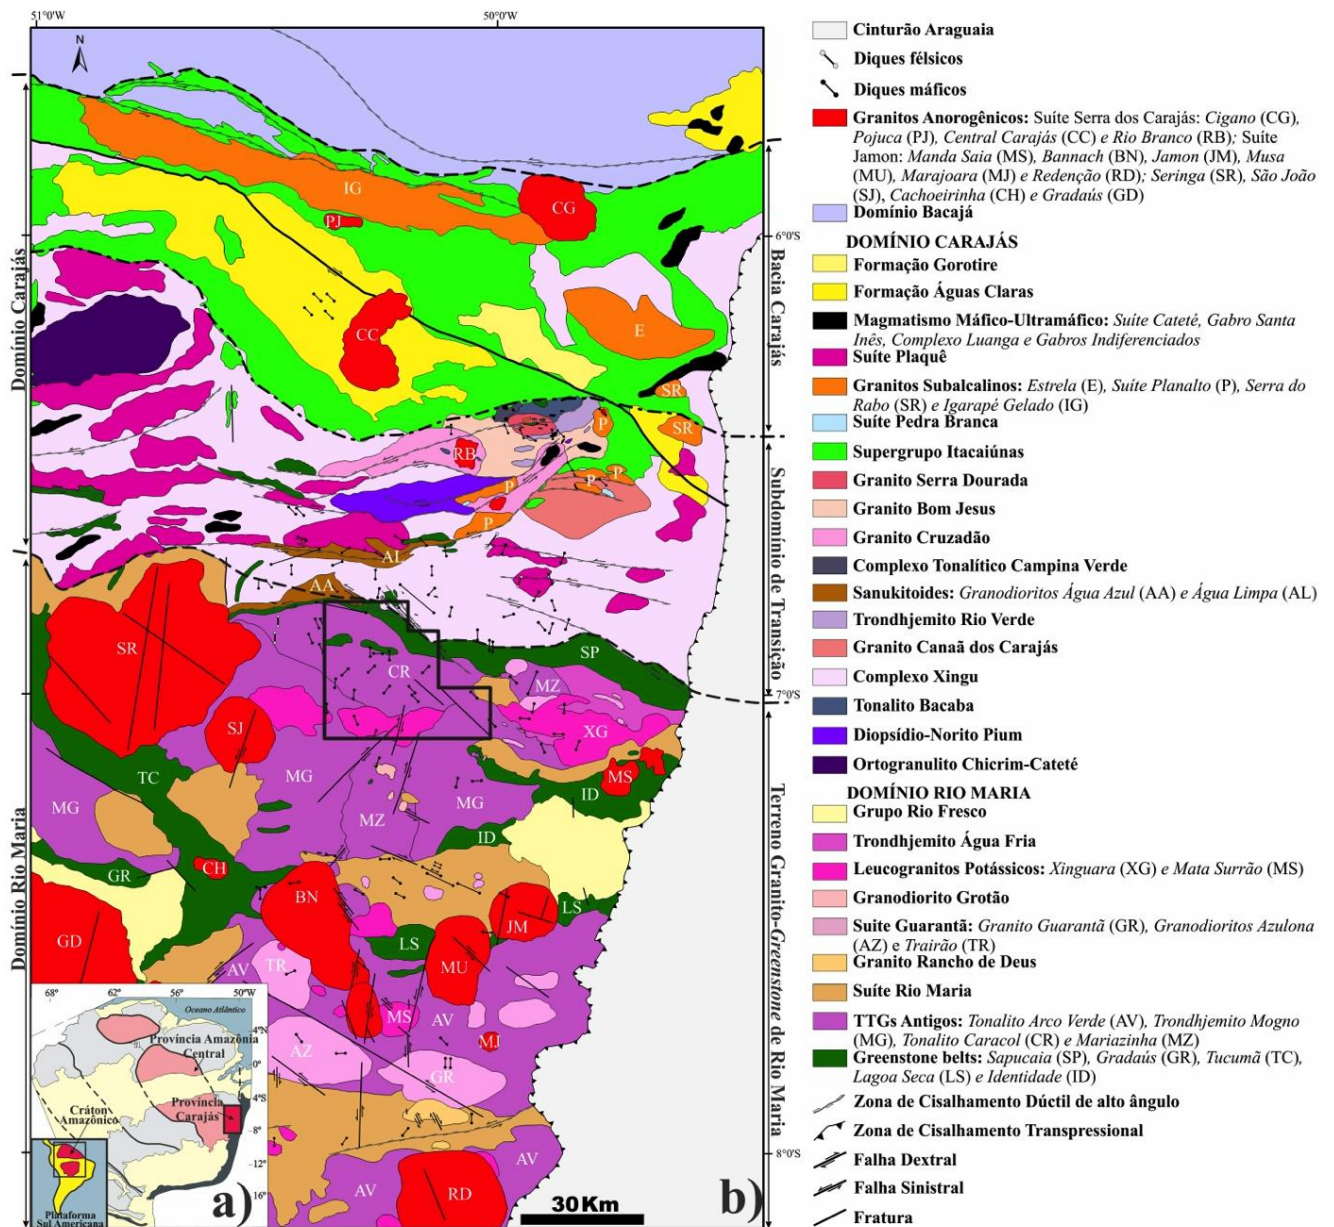 51°0'W
50°0'W
N
6°0'S
7°0'S
8°0'S
Domínio Carajás
Domínio Rio Maria
Bacia Carajás
Subdomínio de Transição
Terreno Granito-Greenstone de Rio Maria
IG
CG
PJ
CC
E
SR
P
SR
RB
P
P
P
P
AL
AA
SR
SP
CR
MZ
SJ
XG
TC
MG
MS
MG
MG
ID
MZ
ID
GR
CH
BN
LS
JM
GD
LS
AV
TR
MU
MS
AV
MJ
AZ
GR
AV
AV
RD
30 Km
a)
b)
68°
62°
56°
50°W
Oceano Atlântico
4°N
0°
4°S
8°
12°
16°
Província Amazônia
Central
Província
Carajás
Cráton
Amazônico
Plataforma
Sul Americana
Cinturão Araguaia
Diques félsicos
Diques máficos
Granitos Anorogênicos: Suíte Serra dos Carajás: Cigano (CG),
Pojuca (PJ), Central Carajás (CC) e Rio Branco (RB); Suíte
Jamon: Manda Saia (MS), Bannach (BN), Jamon (JM), Musa
(MU), Marajoara (MJ) e Redenção (RD); Seringa (SR), São João
(SJ), Cachoeirinha (CH) e Gradaús (GD)
Domínio Bacajá
DOMÍNIO CARAJÁS
Formação Gorotire
Formação Águas Claras
Magmatismo Máfico-Ultramáfico: Suíte Cateté, Gabro Santa
Inês, Complexo Luanga e Gabros Indiferenciados
Suíte Plaquê
Granitos Subalcalinos: Estrela (E), Suíte Planalto (P), Serra do
Rabo (SR) e Igarapé Gelado (IG)
Suíte Pedra Branca
Supergrupo Itacaiúnas
Granito Serra Dourada
Granito Bom Jesus
Granito Cruzadão
Complexo Tonalítico Campina Verde
Sanukitoides: Granodioritos Água Azul (AA) e Água Limpa (AL)
Trondhjemito Rio Verde
Granito Canaã dos Carajás
Complexo Xingu
Tonalito Bacaba
Diopsídio-Norito Pium
Ortogranulito Chicrim-Cateté
DOMÍNIO RIO MARIA
Grupo Rio Fresco
Trondhjemito Água Fria
Leucogranitos Potássicos: Xinguara (XG) e Mata Surrão (MS)
Granodiorito Grotão
Suite Guarantã: Granito Guarantã (GR), Granodioritos Azulona
(AZ) e Trairão (TR)
Granito Rancho de Deus
Suíte Rio Maria
TTGs Antigos: Tonalito Arco Verde (AV), Trondhjemito Mogno
(MG), Tonalito Caracol (CR) e Mariazinha (MZ)
Greenstone belts: Sapucaia (SP), Gradaús (GR), Tucumã (TC),
Lagoa Seca (LS) e Identidade (ID)
Zona de Cisalhamento Dúctil de alto ângulo
Zona de Cisalhamento Transpressional
Falha Dextral
Falha Sinistral
Fratura